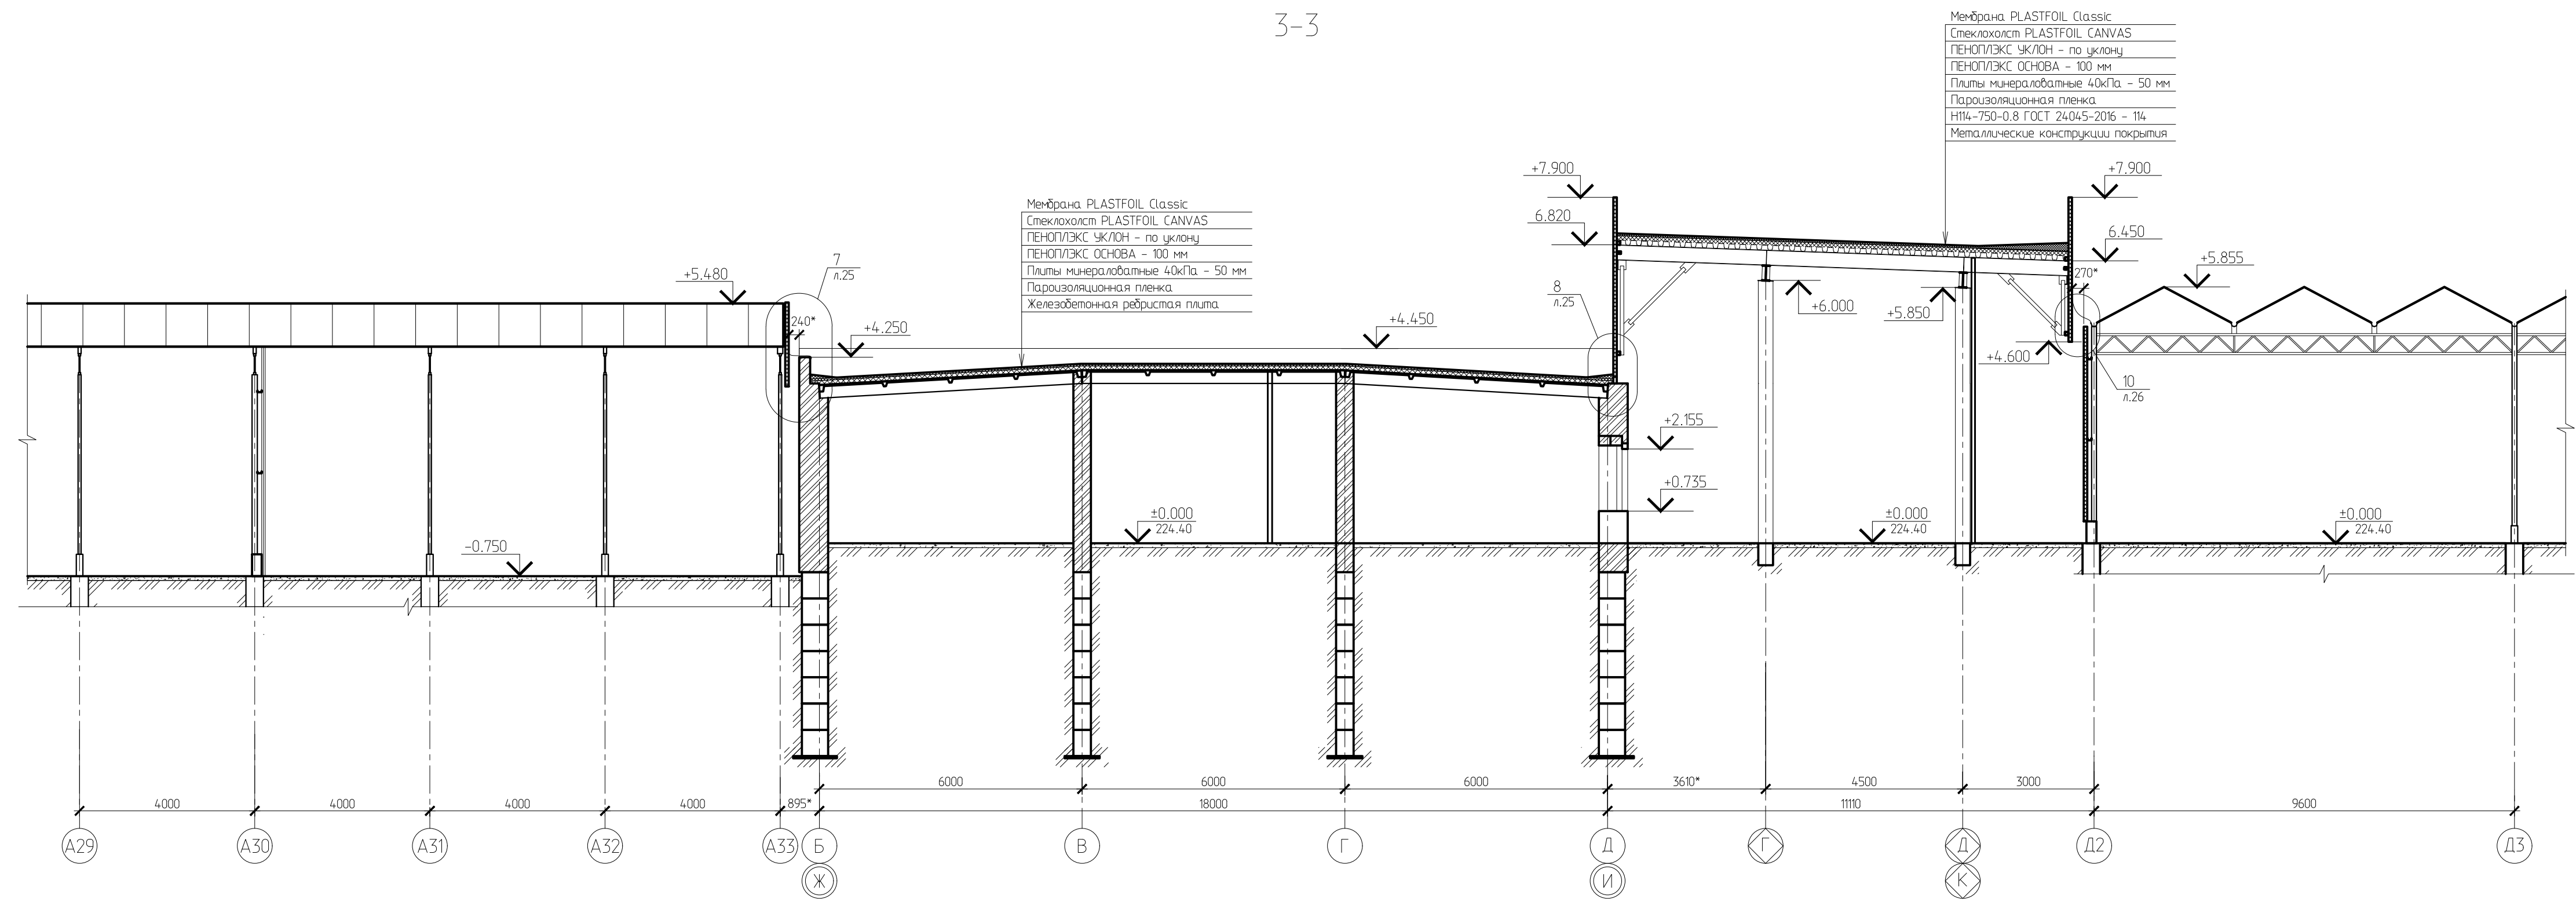 3-3
Мембрана PLASTFOIL Classic
Стеклохолст PLASTFOIL CANVAS
ПЕНОПЛЭКС УКЛОН - по уклону
ПЕНОПЛЭКС ОСНОВА - 100 мм
Плиты минераловатные 40кПа - 50 мм
Пароизоляционная пленка
Н114-750-0.8 ГОСТ 24045-2016 - 114
Металлические конструкции покрытия
+7.900
+7.900
6.820
6.450
Мембрана PLASTFOIL Classic
Стеклохолст PLASTFOIL CANVAS
ПЕНОПЛЭКС УКЛОН - по уклону
ПЕНОПЛЭКС ОСНОВА - 100 мм
Плиты минераловатные 40кПа - 50 мм
Пароизоляционная пленка
Железобетонная ребристая плита
+5.480
7
л.25
240*
+4.250
+4.450
8
л.25
+6.000
+5.850
270*
+5.855
+4.600
10
л.26
+2.155
+0.735
-0.750
±0.000
224.40
±0.000
224.40
±0.000
224.40
6000
6000
6000
3610*
4500
3000
4000
4000
4000
4000
895*
18000
11110
9600
А29
А30
А31
А32
А33
Б
В
Г
Д
Г
Д
Д2
Д3
Ж
И
К